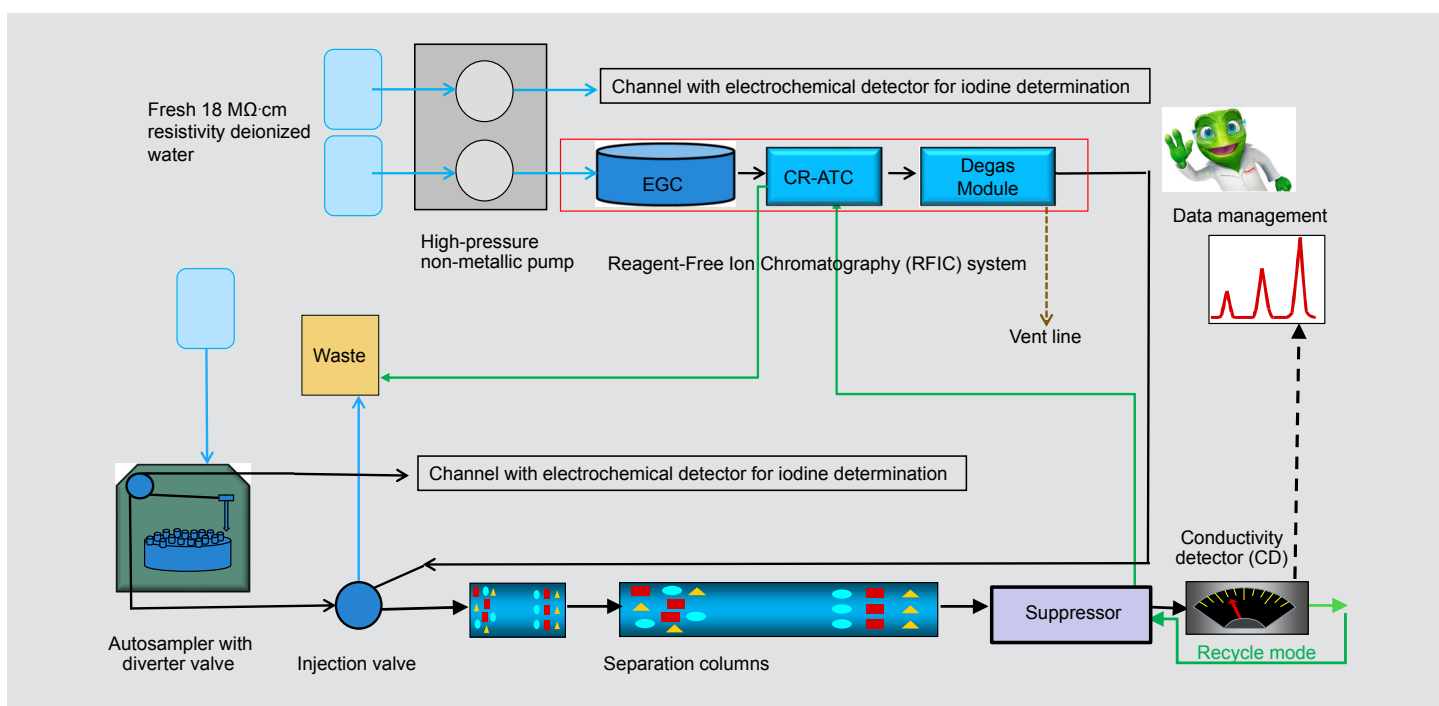 Channel with electrochemical detector for iodine determination
Fresh 18 MΩ·cm
resistivity deionized
water
EGC
CR-ATC
Degas
Module
Data management
High-pressure
non-metallic pump
Reagent-Free Ion Chromatography (RFIC) system
Vent line
Waste
Channel with electrochemical detector for iodine determination
Conductivity
detector (CD)
Suppressor
Recycle mode
Autosampler with
diverter valve
Injection valve
Separation columns